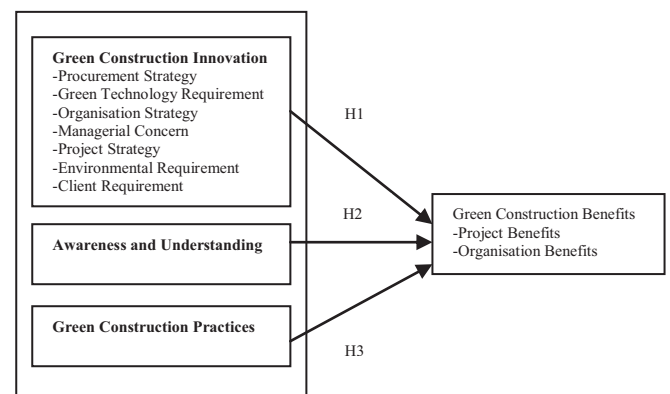 Green Construction Innovation
-Procurement Strategy
-Green Technology Requirement
-Organisation Strategy
-Managerial Concern
-Project Strategy
-Environmental Requirement
-Client Requirement
Awareness and Understanding
Green Construction Practices
H1
H2
H3
Green Construction Benefits
-Project Benefits
-Organisation Benefits